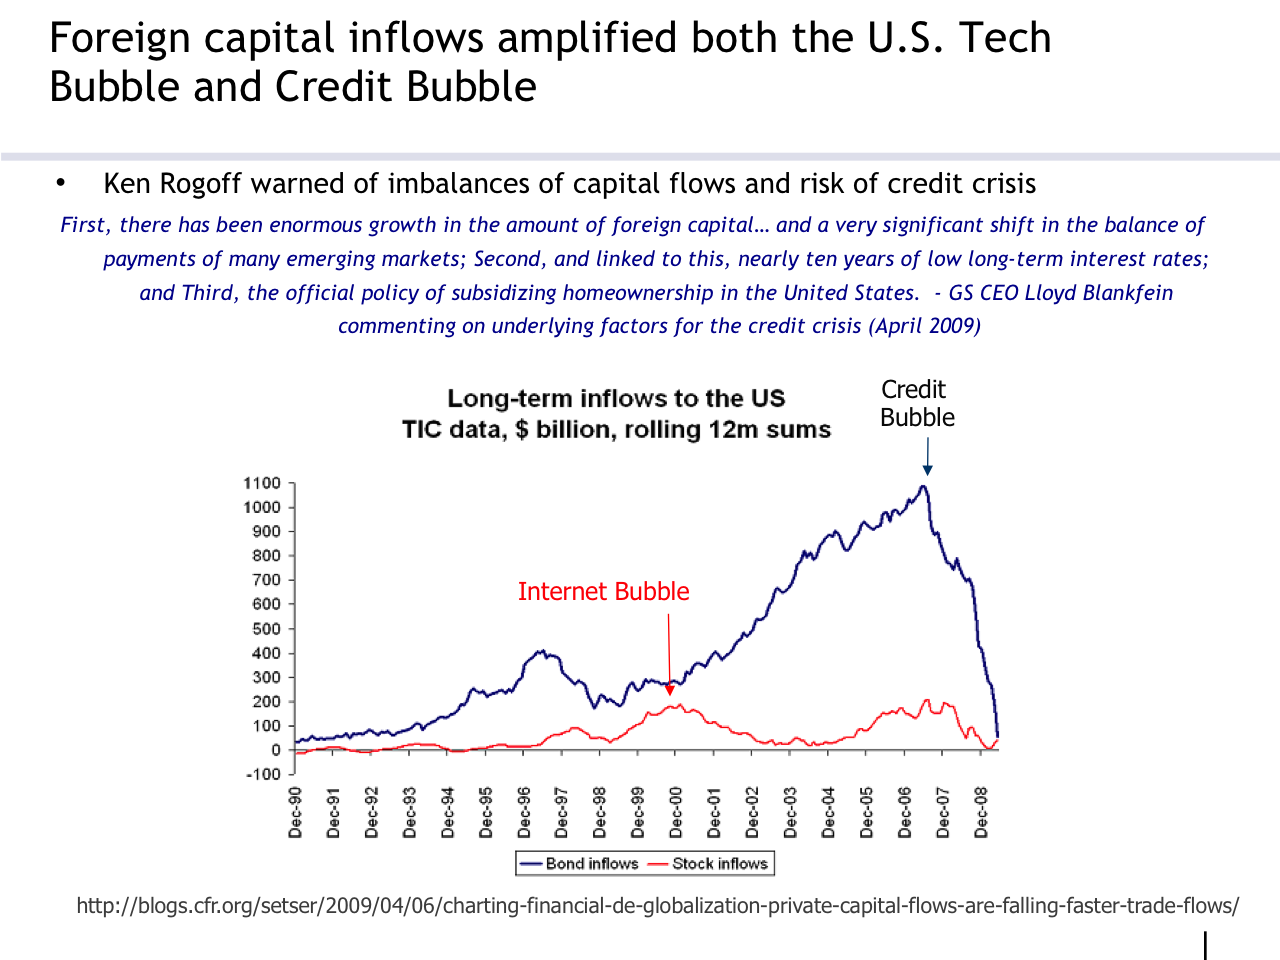 Foreign capital inflows amplified both the U.S. Tech
Bubble and Credit Bubble
• Ken Rogoff warned of imbalances of capital flows and risk of credit crisis
First, there has been enormous growth in the amount of foreign capital… and a very significant shift in the balance of
payments of many emerging markets; Second, and linked to this, nearly ten years of low long-term interest rates;
and Third, the official policy of subsidizing homeownership in the United States.  - GS CEO Lloyd Blankfein
commenting on underlying factors for the credit crisis (April 2009)
Long-term inflows to the US
TIC data, $ billion, rolling 12m sums
Credit
Bubble
Internet Bubble
1100
1000
900
800
700
600
500
400
300
200
100
0
-100
Dec-90
Dec-91
Dec-92
Dec-93
Dec-94
Dec-95
Dec-96
Dec-97
Dec-98
Dec-99
Dec-00
Dec-01
Dec-02
Dec-03
Dec-04
Dec-05
Dec-06
Dec-07
Dec-08
Bond inflows
Stock inflows
http://blogs.cfr.org/setser/2009/04/06/charting-financial-de-globalization-private-capital-flows-are-falling-faster-trade-flows/